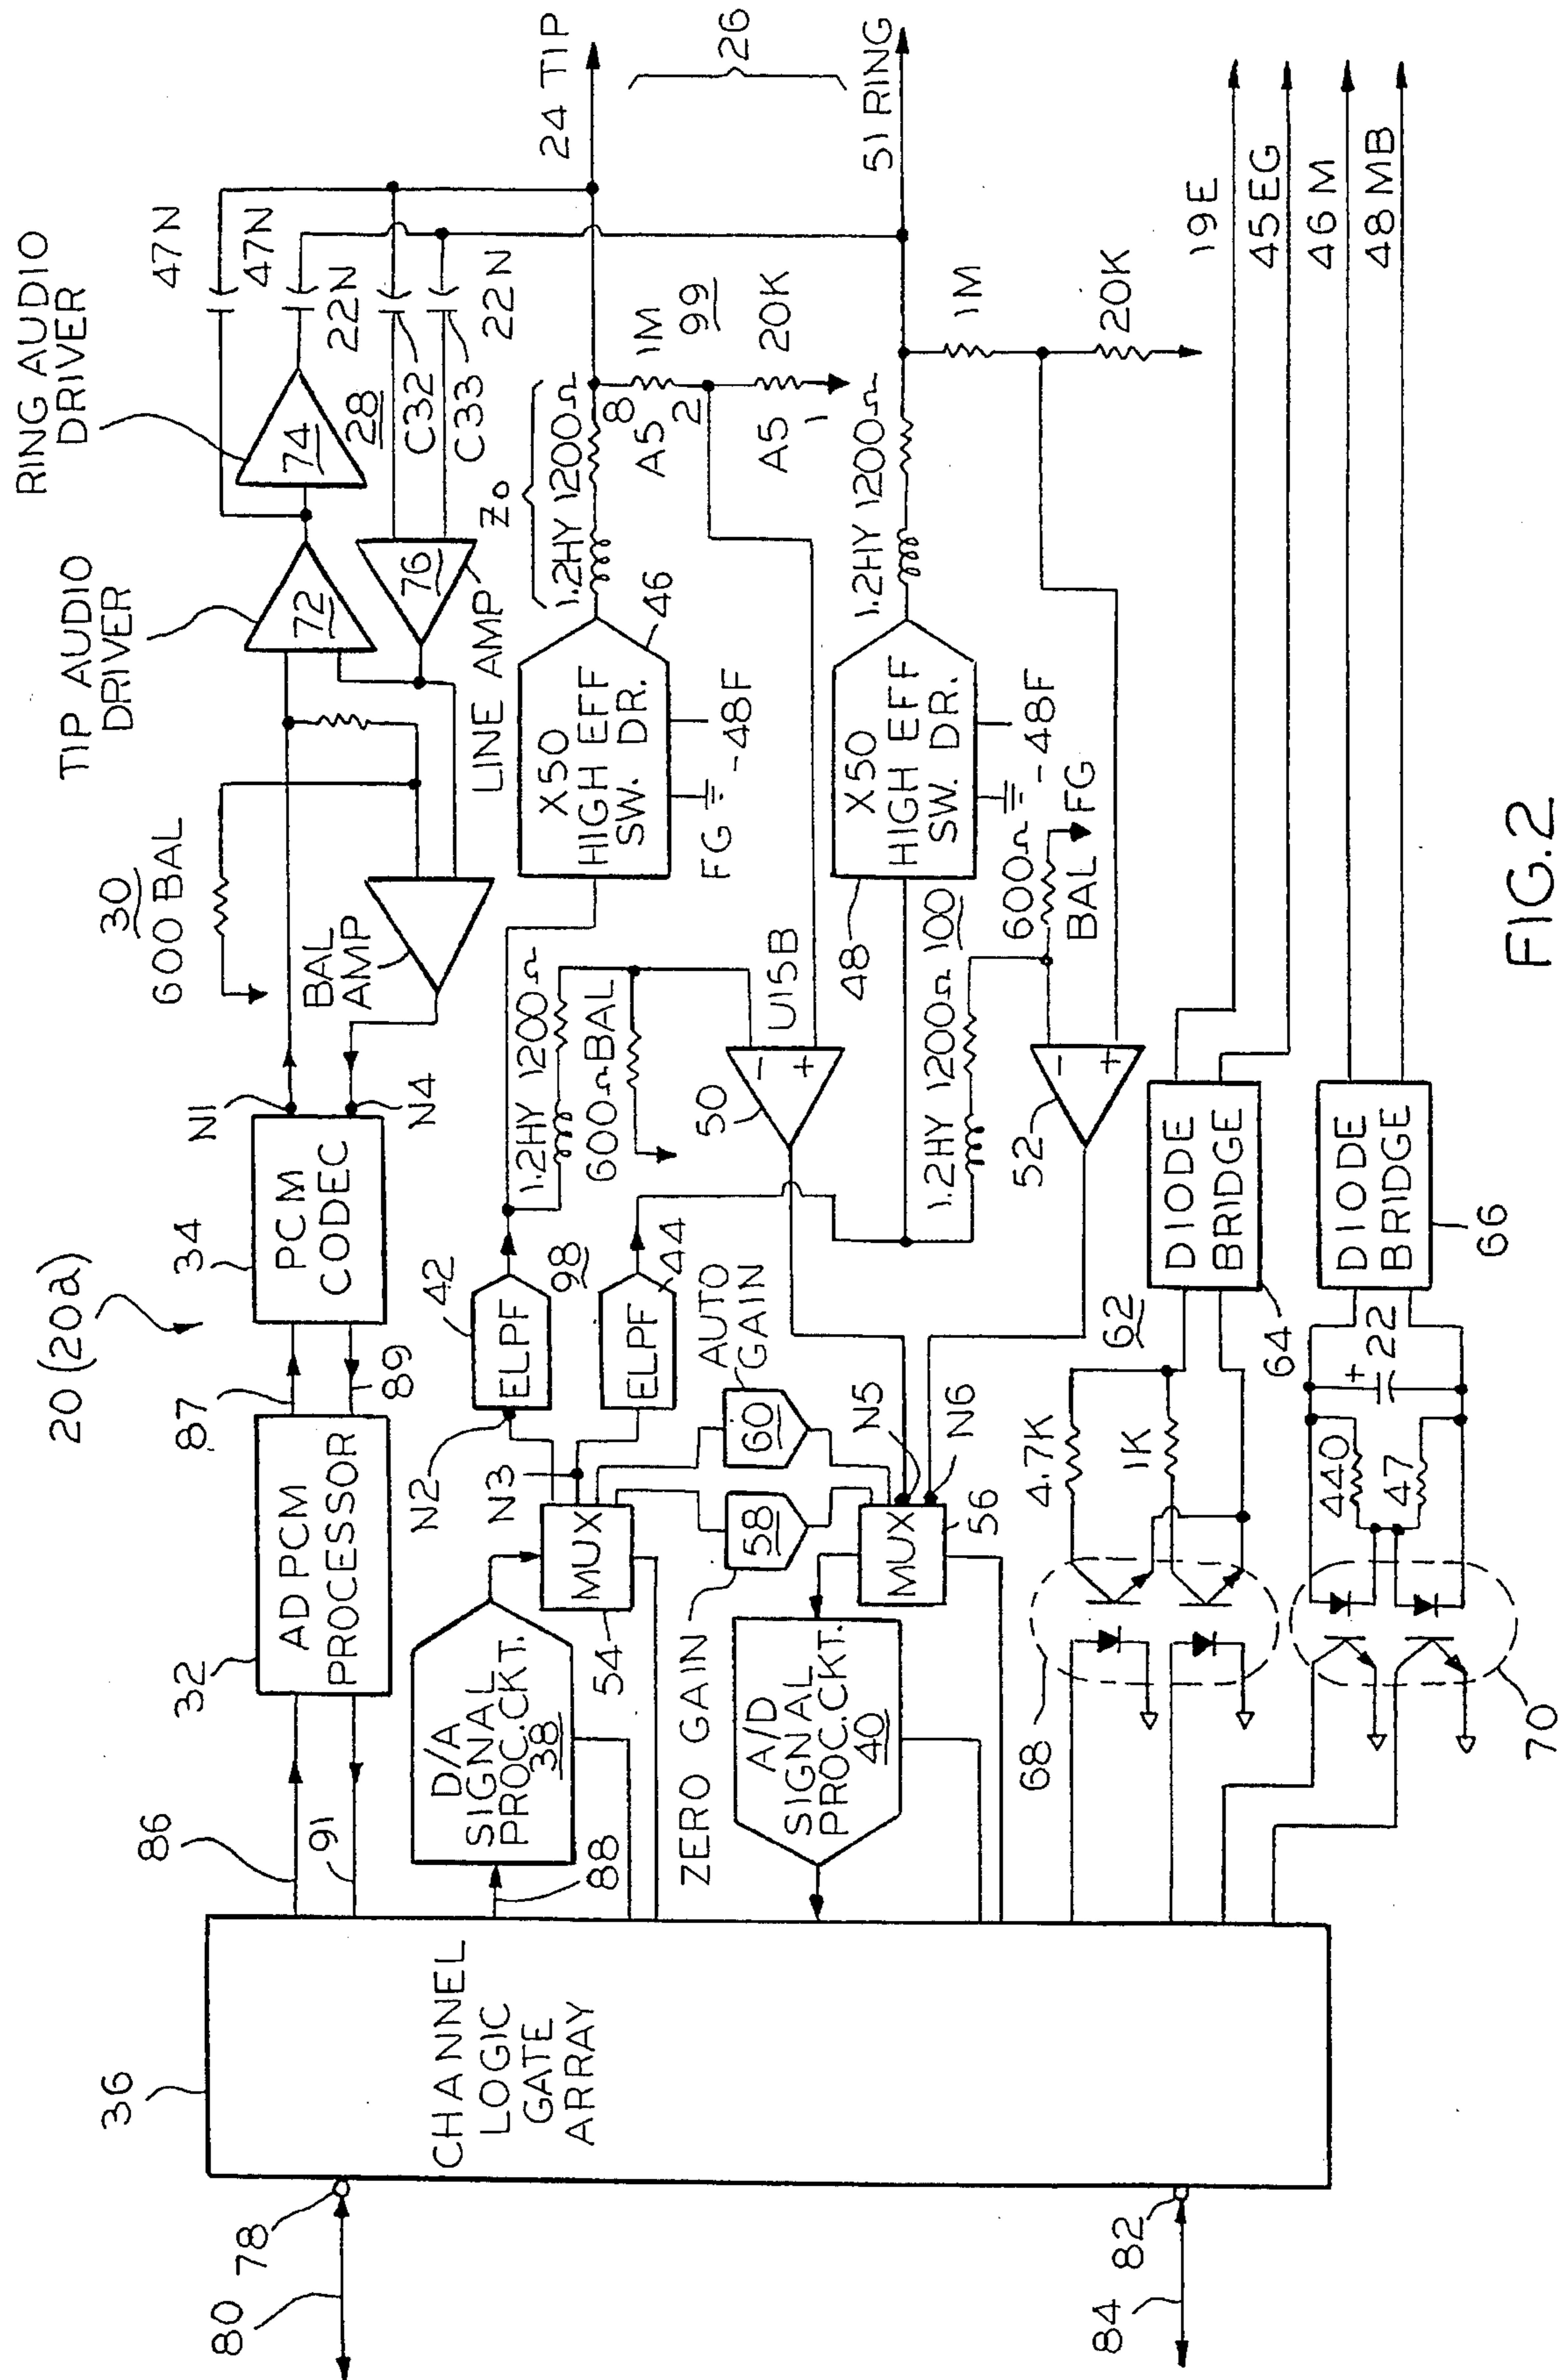 20 (20a)
36
CHANNEL
LOGIC
GATE
ARRAY
78
80
82
84
86
91
32
ADPCM
PROCESSOR
87
89
34
PCM
CODEC
N1
N4
30
600 BAL
BAL
AMP
TIP AUDIO
DRIVER
72
RING AUDIO
DRIVER
74
76
LINE AMP
28
47N
47N
22N
C32
C33
22N
24 TIP
26
51 RING
88
D/A
SIGNAL
PROC.CKT.
38
MUX
54
N2
N3
ELPF
42
98
ELPF
44
1.2HY 1200Ω
600ΩBAL
X50
HIGH EFF
SW. DR.
46
FG
-48F
Z0
1.2HY 1200Ω
8
A5
2
1M
99
A5
1
20K
ZERO GAIN
58
AUTO
GAIN
60
A/D
SIGNAL
PROC.CKT.
40
MUX
56
N5
N6
50
-
+
U15B
48
X50
HIGH EFF
SW. DR.
-48F
1.2HY 1200Ω
1.2HY 1200Ω
100
600Ω
BAL
FG
1M
20K
52
-
+
62
68
4.7K
1K
64
DIODE
BRIDGE
19E
45EG
70
440
47
+
22
DIODE
BRIDGE
66
46M
48MB
FIG.2